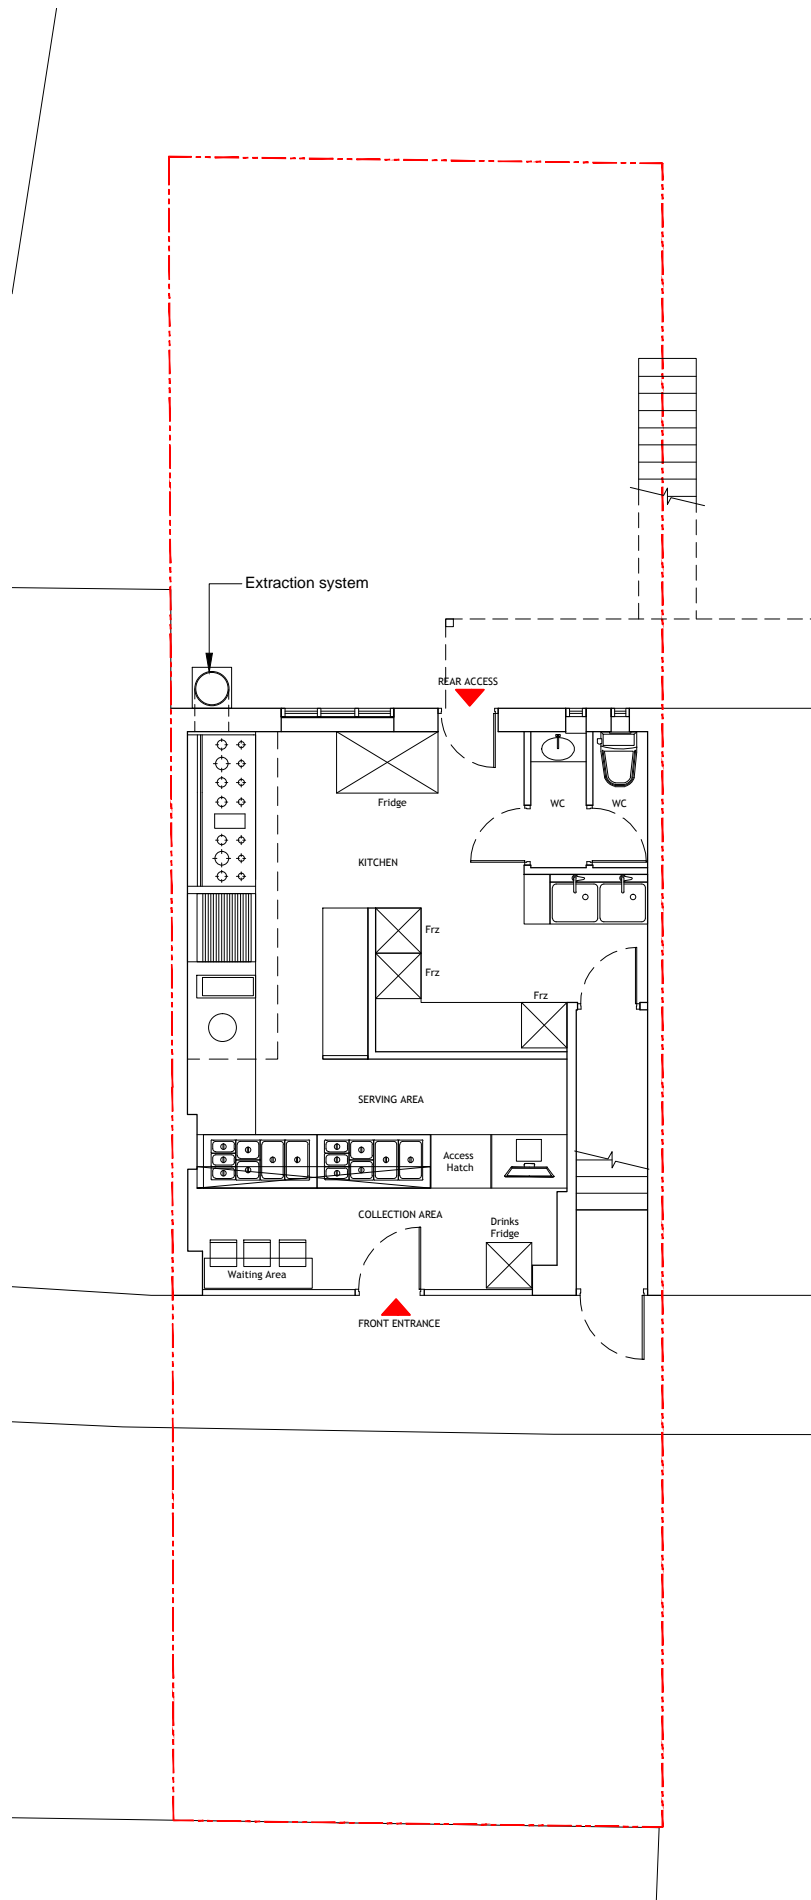 Extraction system
REAR ACCESS
Fridge
WC
WC
KITCHEN
Frz
Frz
Frz
SERVING AREA
Access
Hatch
COLLECTION AREA
Drinks
Fridge
Waiting Area
FRONT ENTRANCE